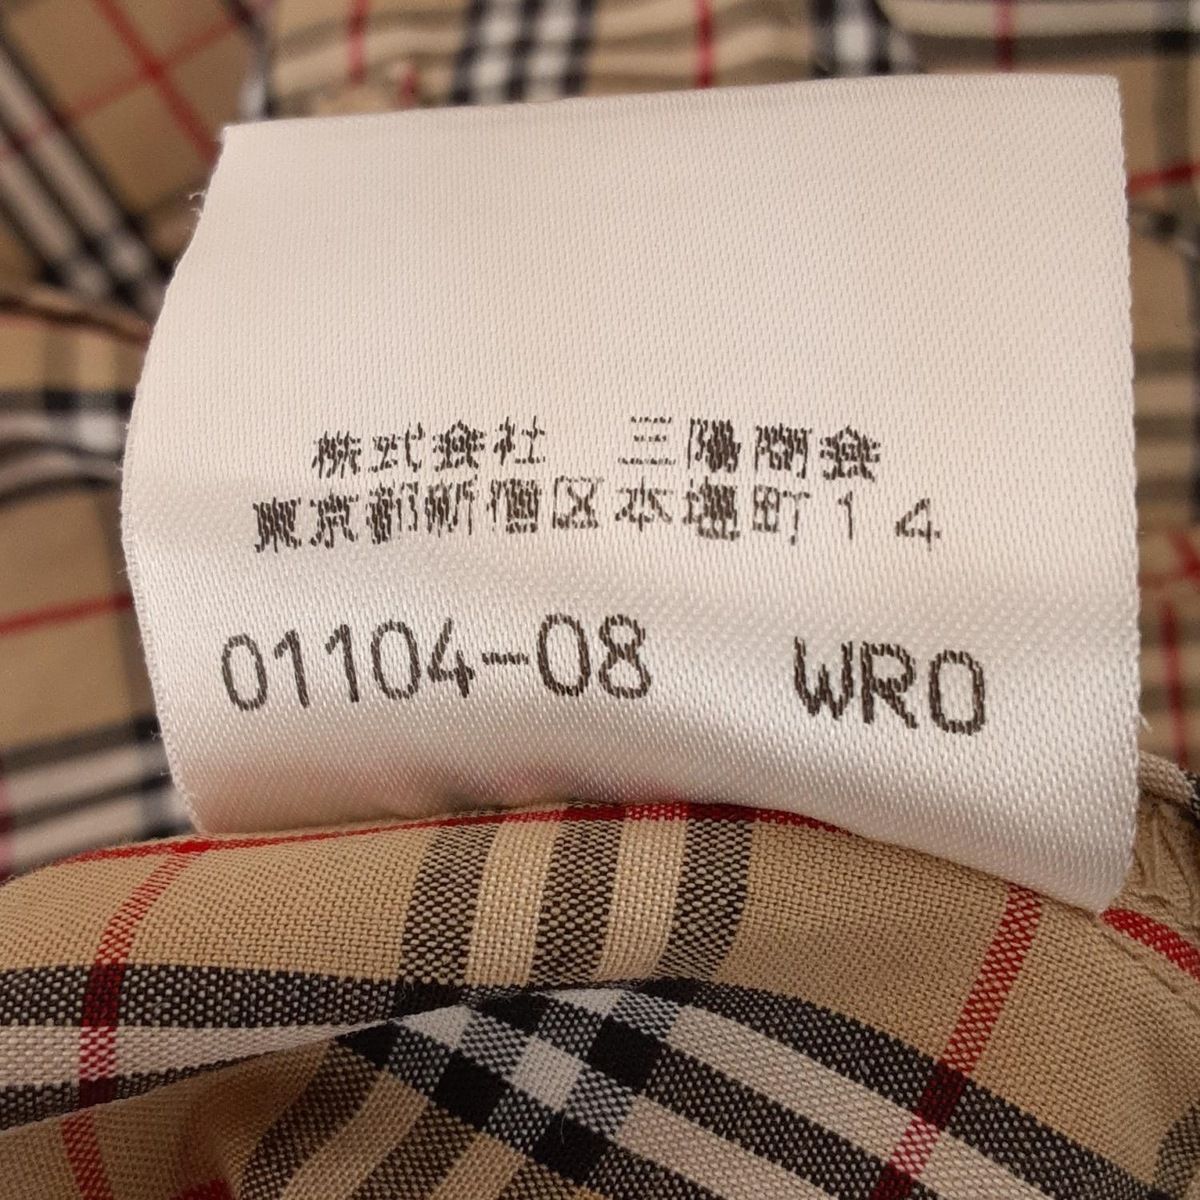 株式会社 三陽商会
東京都新宿区本塩町14
01104-08 WRO